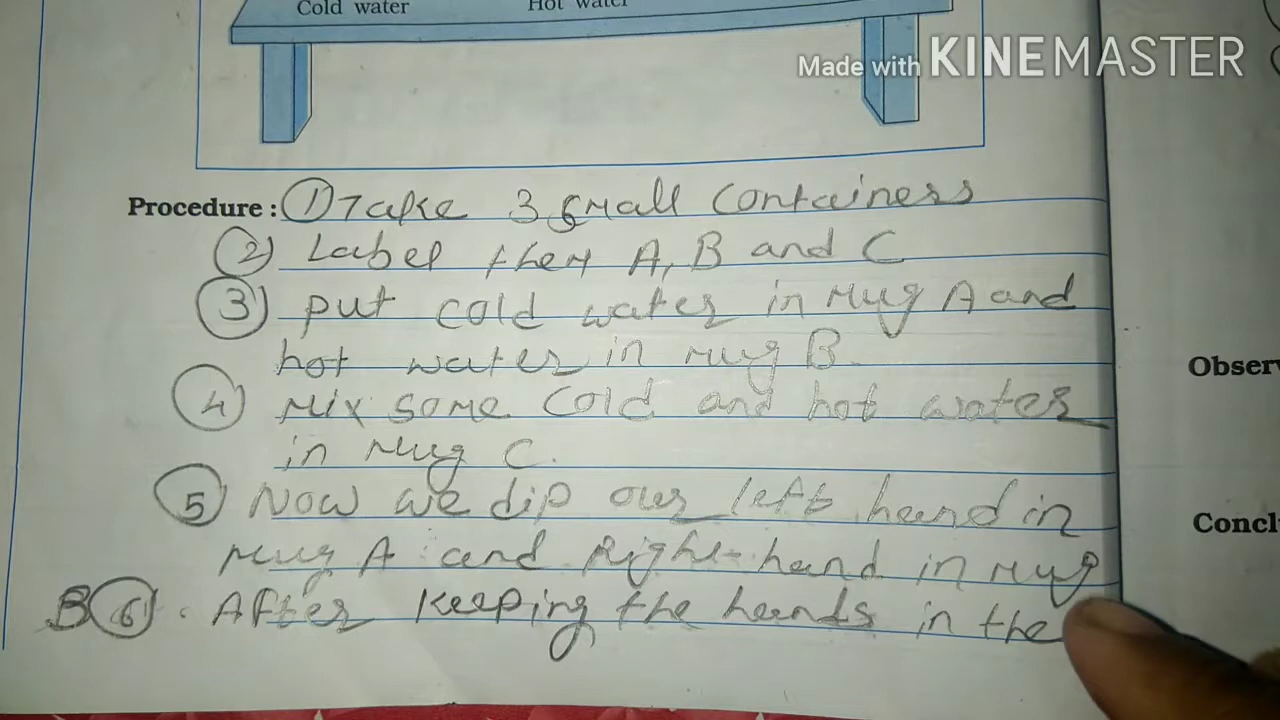 Cold water Hot water
Made with KINEMASTER
Procedure : ① Take 3 small containers
② Label them A, B and C
③ put cold water in mug A and
hot water in mug B.
④ Mix some cold and hot water
in mug C.
⑤ Now we dip our left hand in
mug A and Right hand in mug
B ⑥. After keeping the hands in the
Obser
Concl